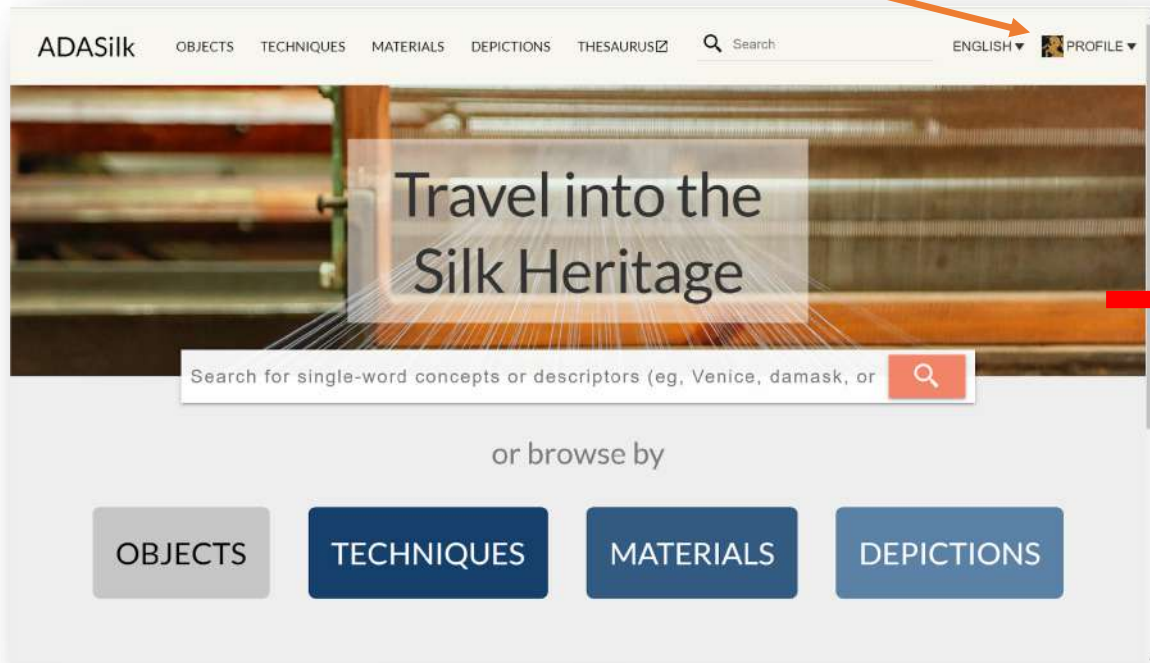 ADASilk OBJECTS TECHNIQUES MATERIALS DEPICTIONS THESAURUS Search ENGLISH PROFILE
Travel into the
Silk Heritage
Search for single-word concepts or descriptors (eg, Venice, damask, or
or browse by
OBJECTS TECHNIQUES MATERIALS DEPICTIONS